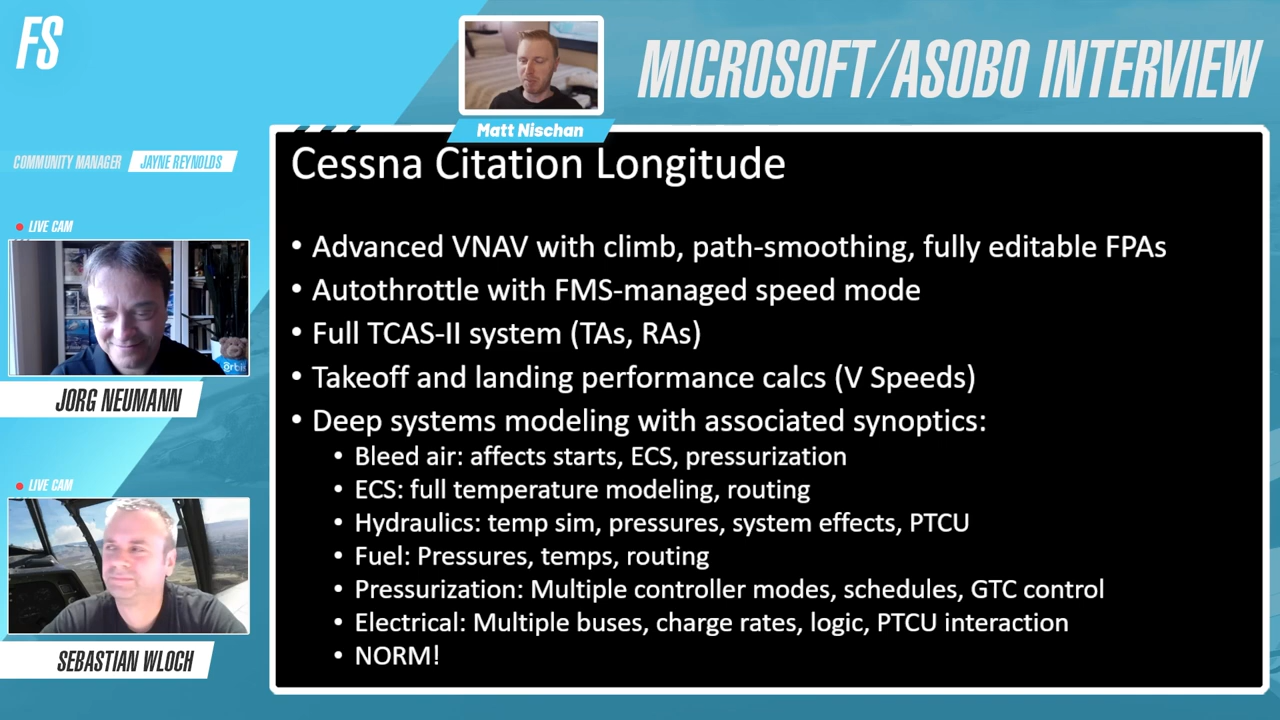 FS
MICROSOFT/ASOBO INTERVIEW
Matt Nischan
COMMUNITY MANAGER JAYNE REYNOLDS
LIVE CAM
JORG NEUMANN
LIVE CAM
SEBASTIAN WLOCH
Cessna Citation Longitude
• Advanced VNAV with climb, path-smoothing, fully editable FPAs
• Autothrottle with FMS-managed speed mode
• Full TCAS-II system (TAs, RAs)
• Takeoff and landing performance calcs (V Speeds)
• Deep systems modeling with associated synoptics:
• Bleed air: affects starts, ECS, pressurization
• ECS: full temperature modeling, routing
• Hydraulics: temp sim, pressures, system effects, PTCU
• Fuel: Pressures, temps, routing
• Pressurization: Multiple controller modes, schedules, GTC control
• Electrical: Multiple buses, charge rates, logic, PTCU interaction
• NORM!